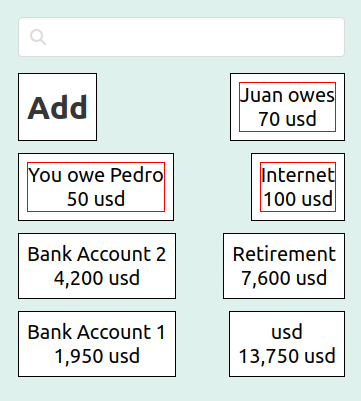 Add
Juan owes
70 usd
You owe Pedro
50 usd
Internet
100 usd
Bank Account 2
4,200 usd
Retirement
7,600 usd
Bank Account 1
1,950 usd
usd
13,750 usd